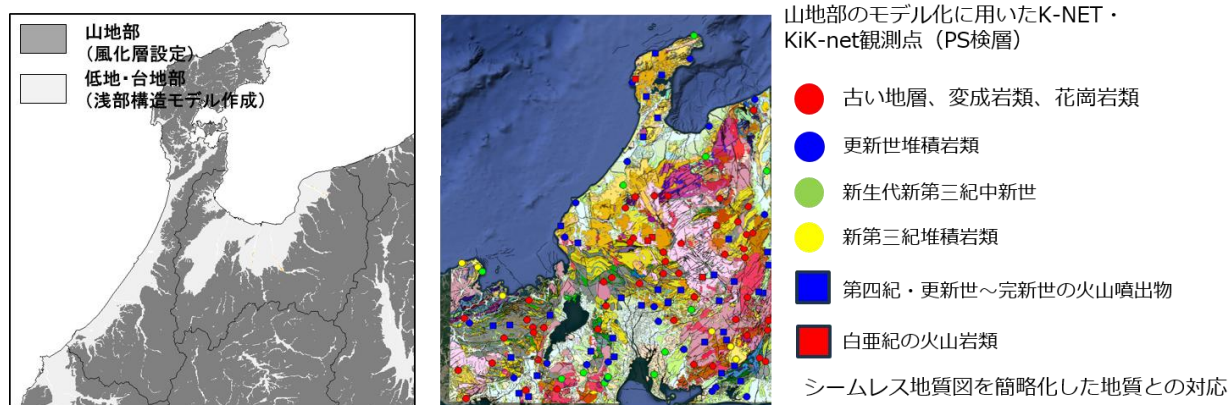 山地部
（風化層設定）
低地・台地部
（浅部構造モデル作成）
山地部のモデル化に用いたK-NET・
KiK-net観測点（PS検層）
古い地層、変成岩類、花崗岩類
更新世堆積岩類
新生代新第三紀中新世
新第三紀堆積岩類
第四紀・更新世～完新世の火山噴出物
白亜紀の火山岩類
シームレス地質図を簡略化した地質との対応